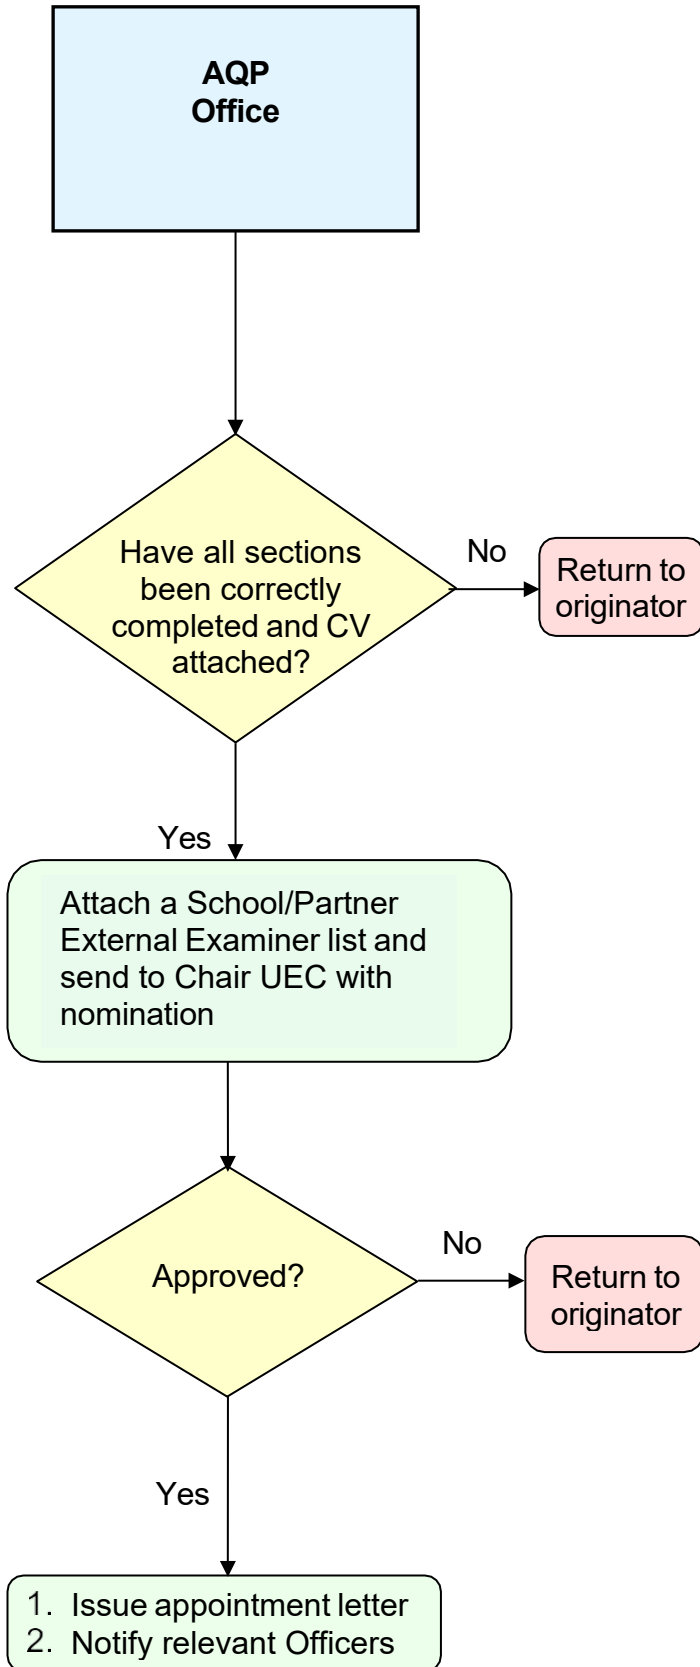 AQP
Office
Have all sections
been correctly
completed and CV
attached?
No
Return to
originator
Yes
Attach a School/Partner
External Examiner list and
send to Chair UEC with
nomination
Approved?
No
Return to
originator
Yes
1. Issue appointment letter
2. Notify relevant Officers